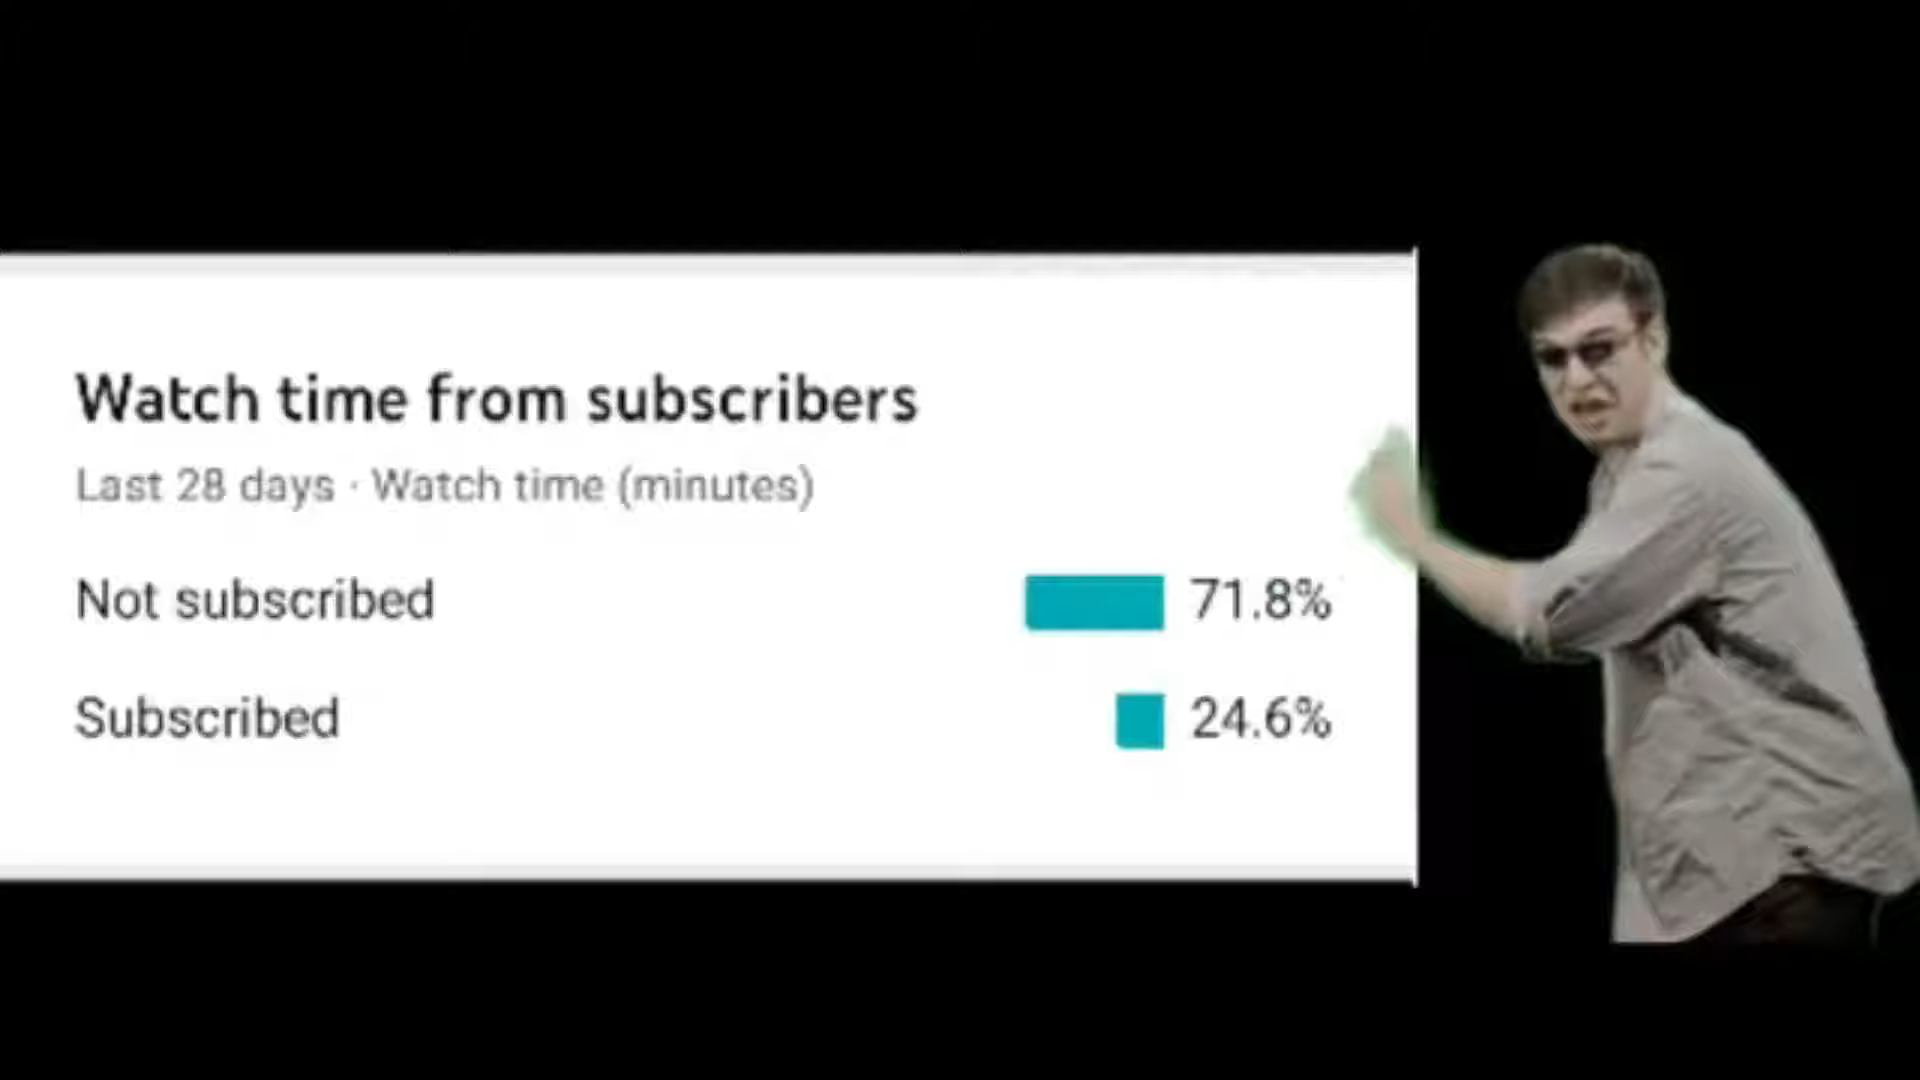 Watch time from subscribers
Last 28 days · Watch time (minutes)
Not subscribed 71.8%
Subscribed 24.6%